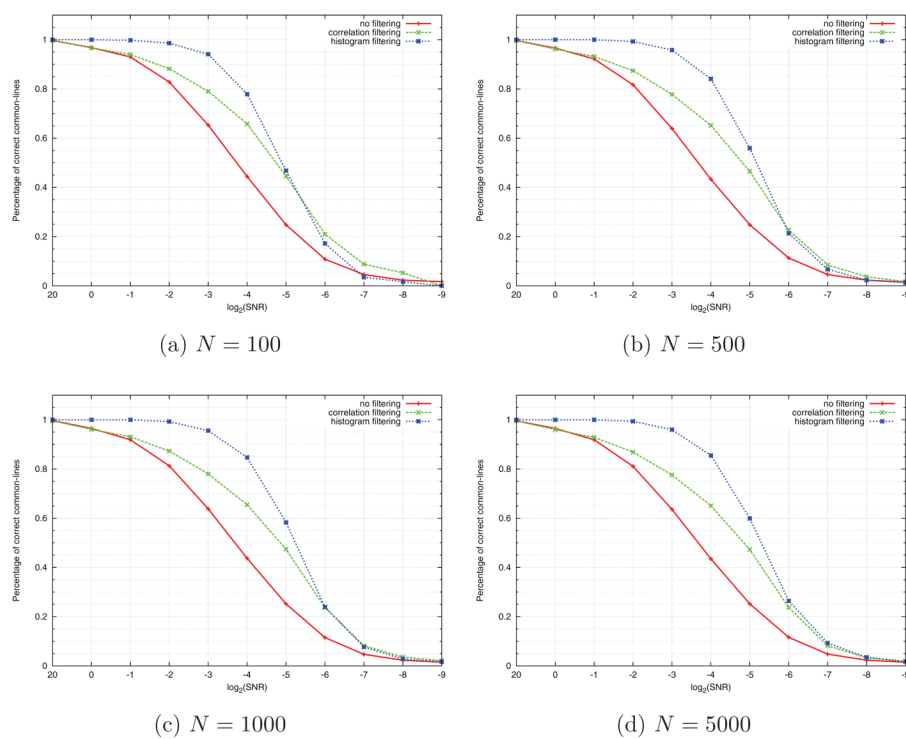 no filtering
correlation filtering
histogram filtering
Percentage of correct common-lines
1
0.8
0.6
0.4
0.2
0
20 0 -1 -2 -3 -4 -5 -6 -7 -8 -9
log2(SNR)
(a) N = 100
no filtering
correlation filtering
histogram filtering
Percentage of correct common-lines
1
0.8
0.6
0.4
0.2
0
20 0 -1 -2 -3 -4 -5 -6 -7 -8 -9
log2(SNR)
(b) N = 500
no filtering
correlation filtering
histogram filtering
Percentage of correct common-lines
1
0.8
0.6
0.4
0.2
0
20 0 -1 -2 -3 -4 -5 -6 -7 -8 -9
log2(SNR)
(c) N = 1000
no filtering
correlation filtering
histogram filtering
Percentage of correct common-lines
1
0.8
0.6
0.4
0.2
0
20 0 -1 -2 -3 -4 -5 -6 -7 -8 -9
log2(SNR)
(d) N = 5000